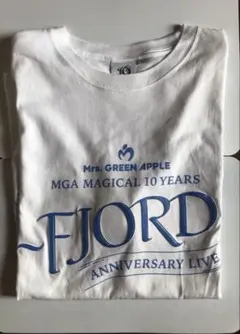 Mrs. GREEN APPLE
MGA MAGICAL 10 YEARS
~FJORD
ANNIVERSARY LIVE